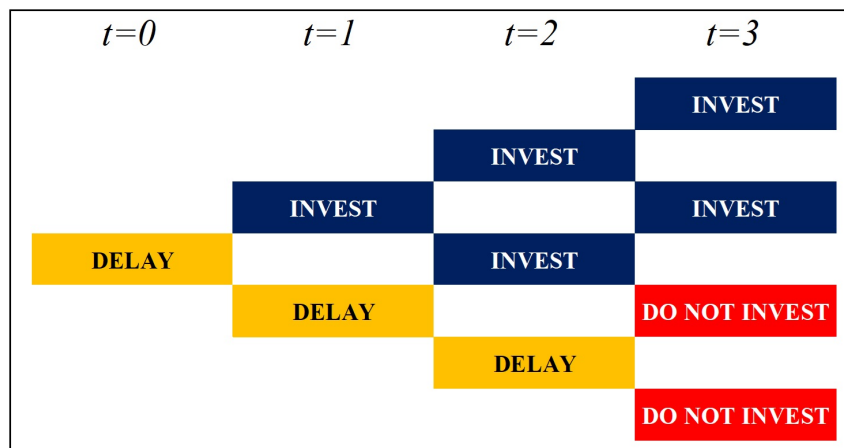 t=0 t=1 t=2 t=3
INVEST
INVEST
INVEST INVEST
DELAY INVEST
DELAY DO NOT INVEST
DELAY
DO NOT INVEST